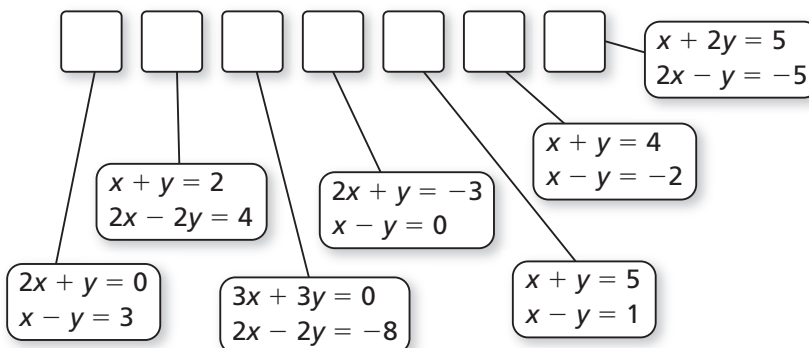 x + 2y = 5
2x − y = −5
x + y = 4
x − y = −2
x + y = 2
2x − 2y = 4
2x + y = −3
x − y = 0
2x + y = 0
x − y = 3
3x + 3y = 0
2x − 2y = −8
x + y = 5
x − y = 1